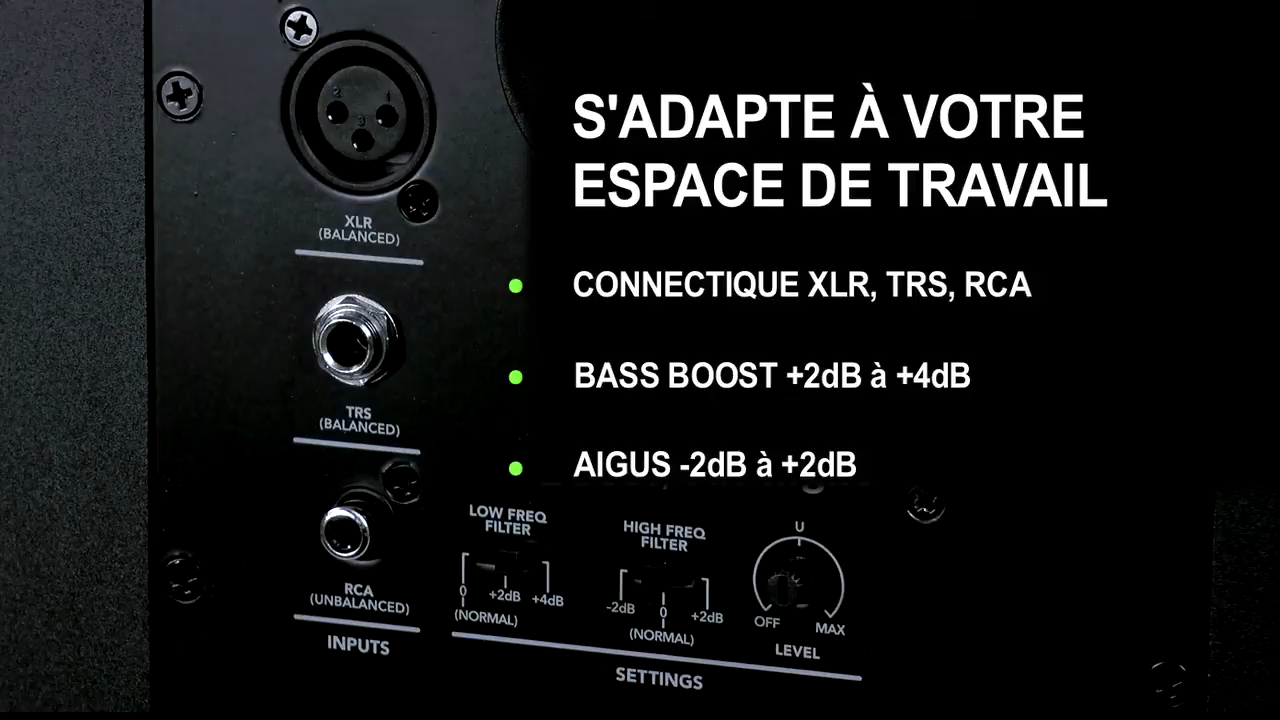 S'ADAPTE À VOTRE
ESPACE DE TRAVAIL
CONNECTIQUE XLR, TRS, RCA
BASS BOOST +2dB à +4dB
AIGUS -2dB à +2dB
2 1
3
XLR
(BALANCED)
TRS
(BALANCED)
RCA
(UNBALANCED)
INPUTS
LOW FREQ
FILTER
0 +2dB +4dB
(NORMAL)
HIGH FREQ
FILTER
-2dB 0 +2dB
(NORMAL)
U
OFF MAX
LEVEL
SETTINGS